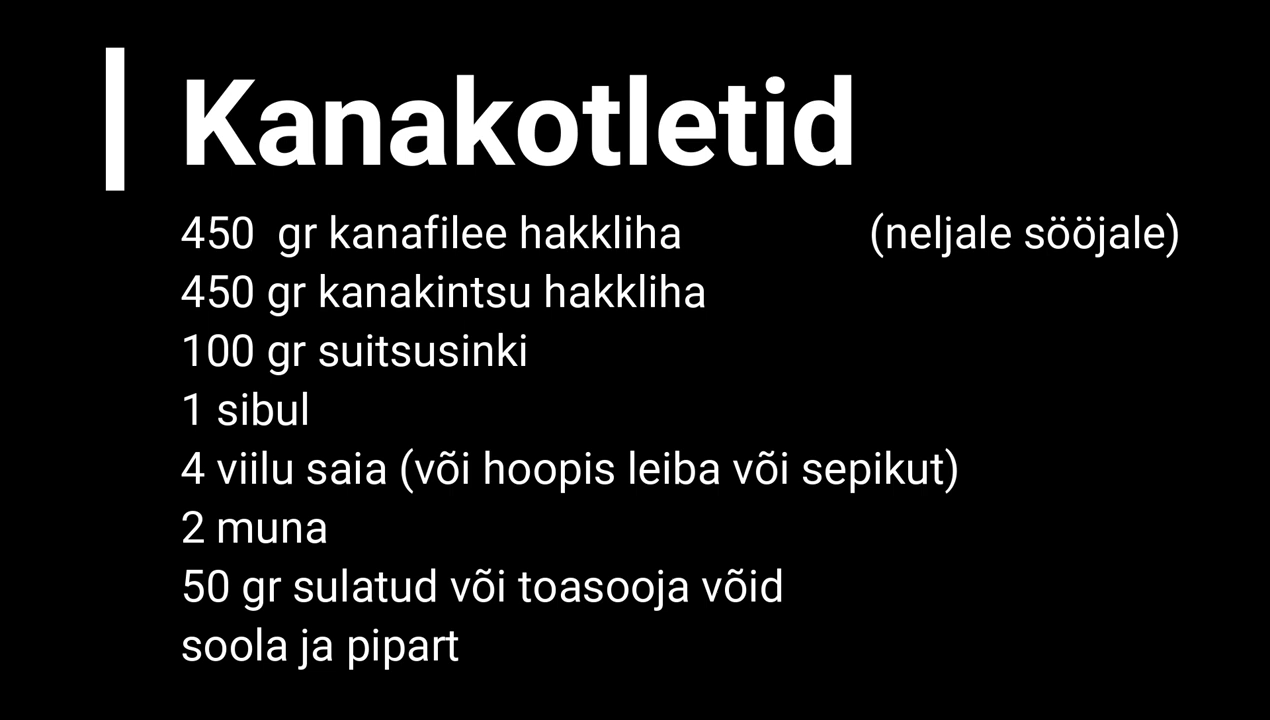 Kanakotletid
450  gr kanafilee hakkliha (neljale sööjale)
450 gr kanakintsu hakkliha
100 gr suitsusinki
1 sibul
4 viilu saia (või hoopis leiba või sepikut)
2 muna
50 gr sulatud või toasooja võid
soola ja pipart